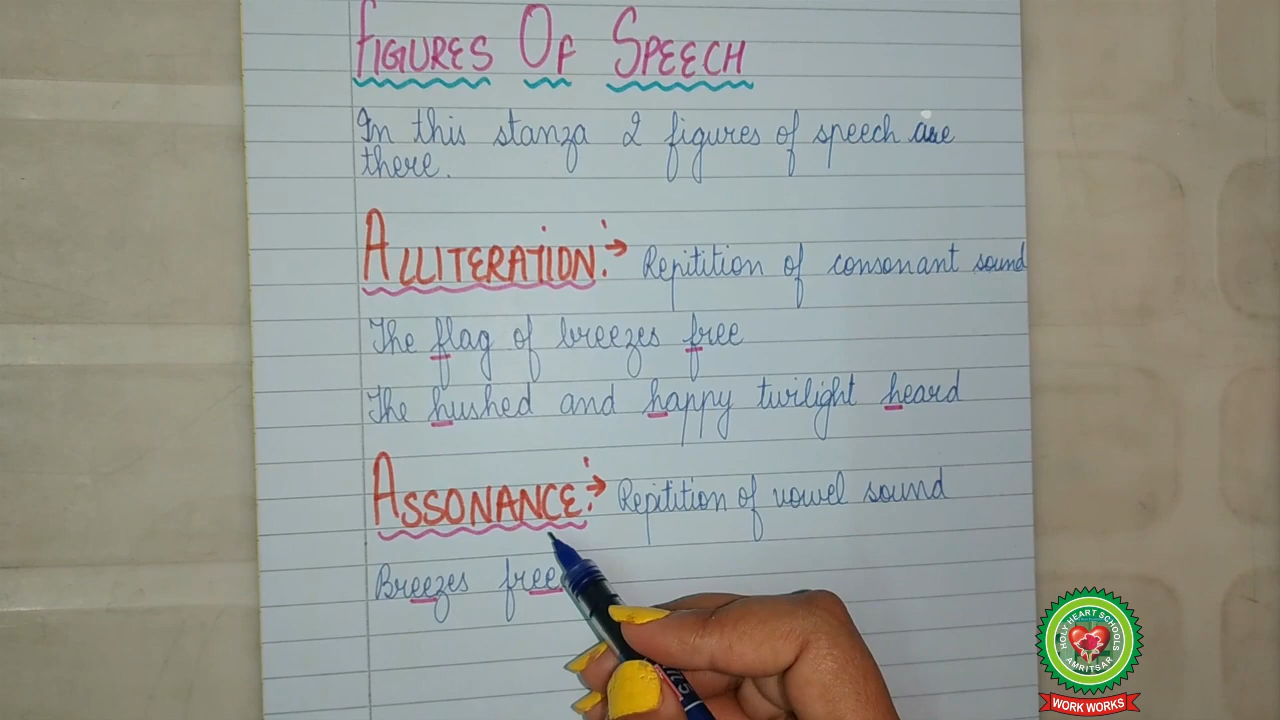 FIGURES OF SPEECH
In this stanza 2 figures of speech are
there.
ALLITERATION:→ Repitition of consonant sound
The flag of breezes free
The hushed and happy twilight heard
ASSONANCE:→ Repitition of vowel sound
Breezes free
HOLY HEART SCHOOLS
AMRITSAR
WORK WORKS